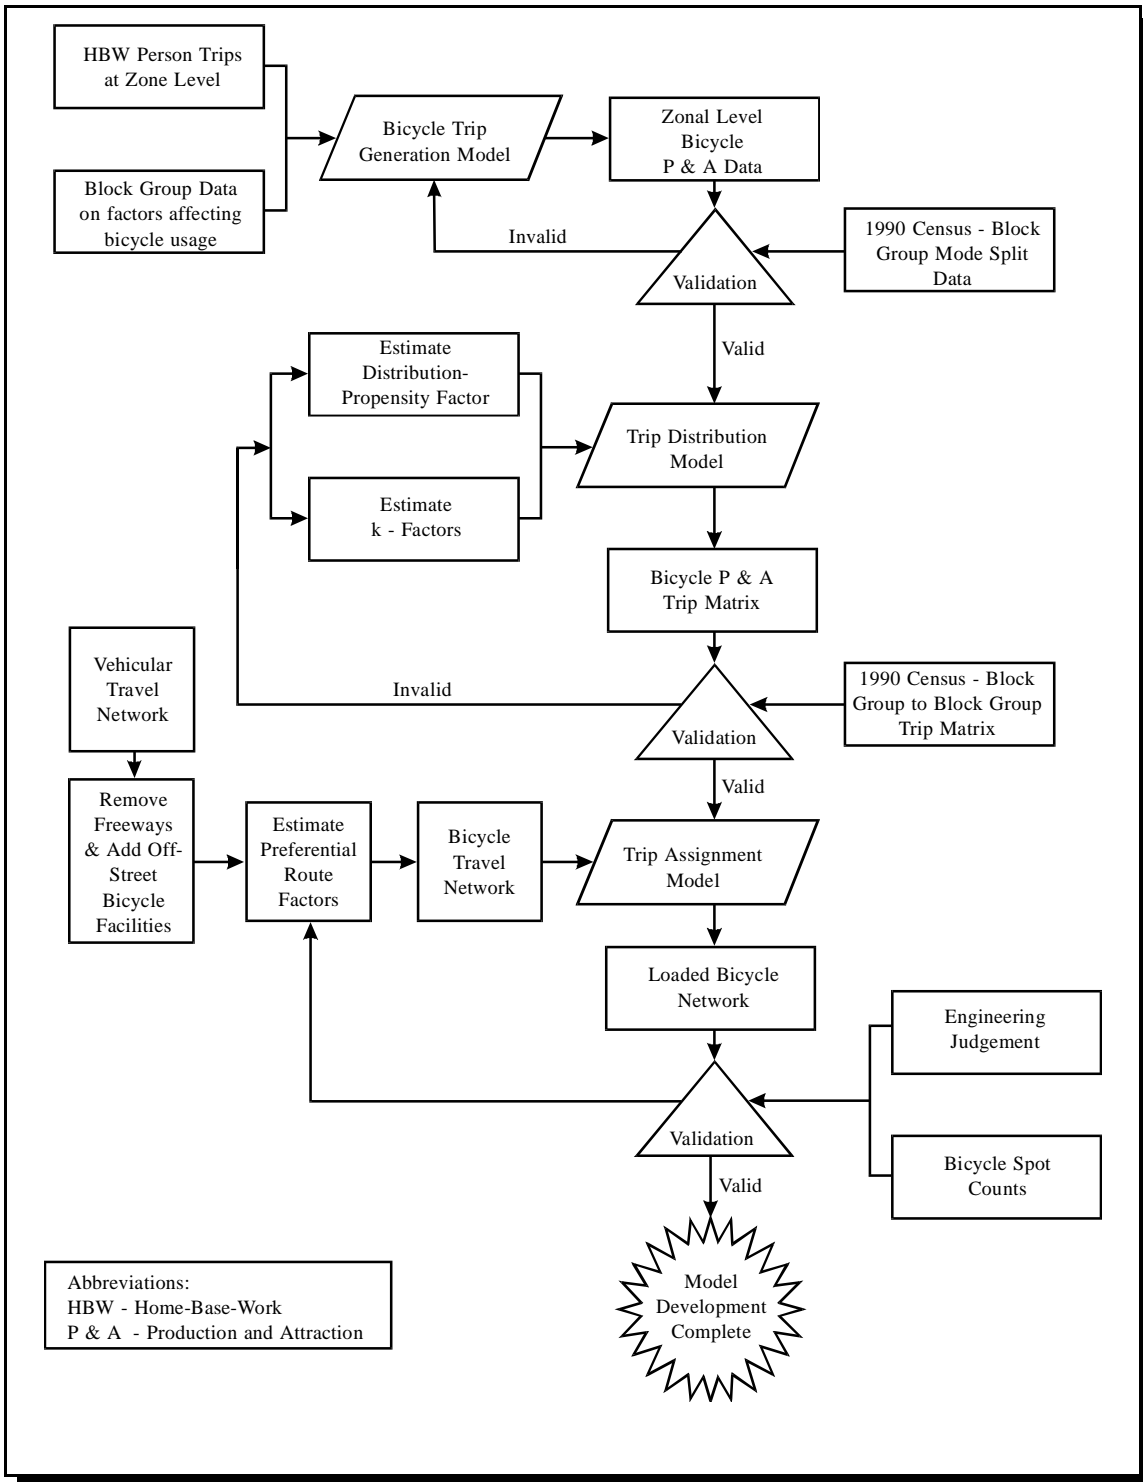 HBW Person Trips
at Zone Level
Block Group Data
on factors affecting
bicycle usage
Bicycle Trip
Generation Model
Zonal Level
Bicycle
P & A Data
Invalid
Validation
1990 Census - Block
Group Mode Split
Data
Valid
Estimate
Distribution-
Propensity Factor
Estimate
k - Factors
Trip Distribution
Model
Bicycle P & A
Trip Matrix
Invalid
Validation
1990 Census - Block
Group to Block Group
Trip Matrix
Valid
Vehicular
Travel
Network
Remove
Freeways
& Add Off-
Street
Bicycle
Facilities
Estimate
Preferential
Route
Factors
Bicycle
Travel
Network
Trip Assignment
Model
Loaded Bicycle
Network
Engineering
Judgement
Validation
Bicycle Spot
Counts
Valid
Model
Development
Complete
Abbreviations:
HBW - Home-Base-Work
P & A - Production and Attraction